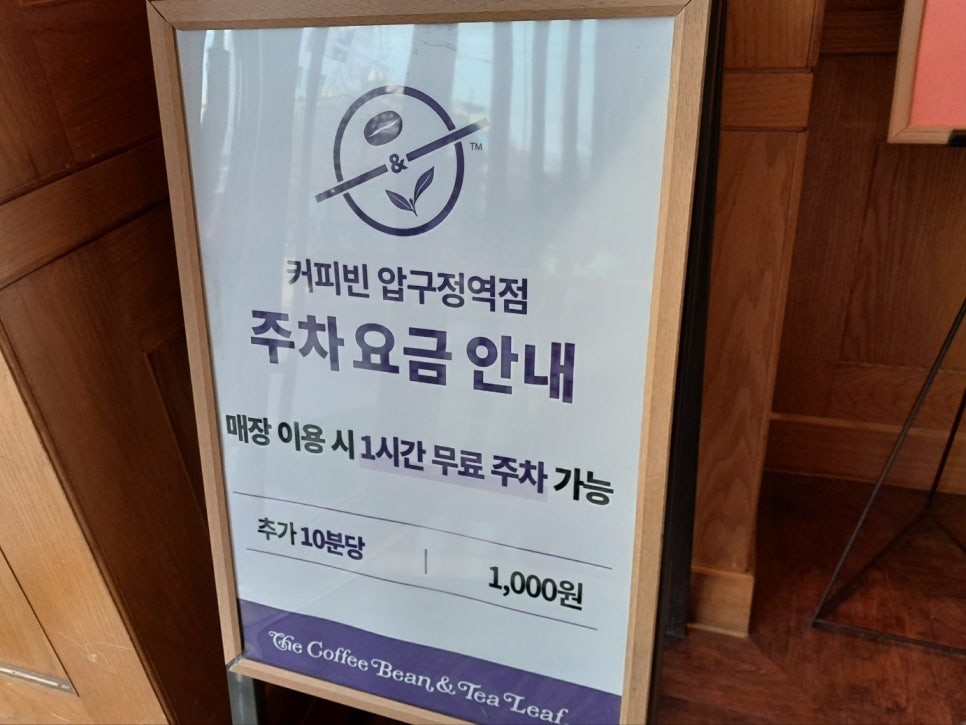 &
TM
커피빈 압구정역점
주차 요금 안내
매장 이용 시 1시간 무료 주차 가능
추가 10분당 | 1,000원
The Coffee Bean & Tea Leaf